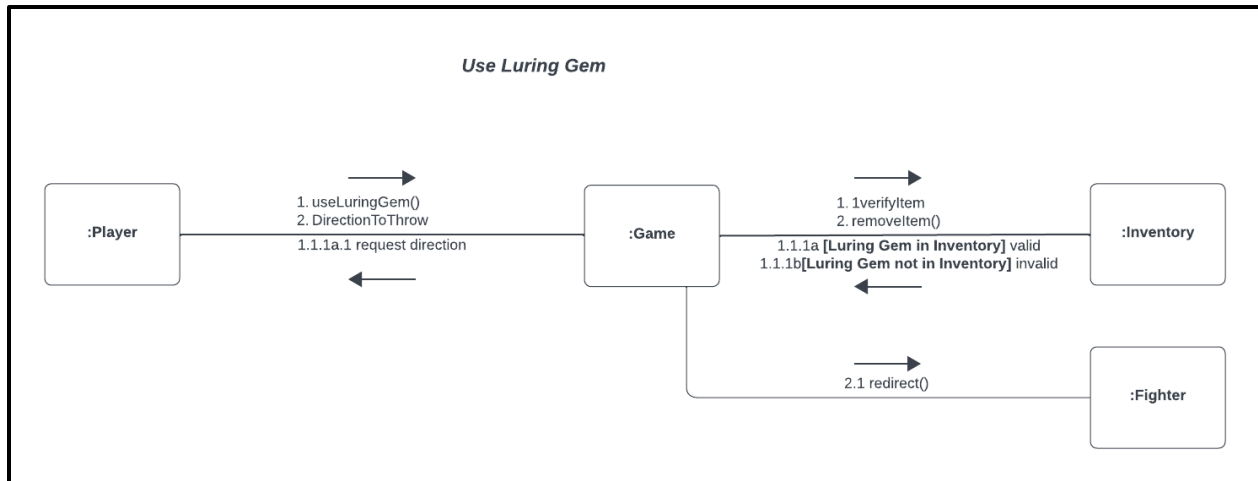 Use Luring Gem
:Player
1. useLuringGem()
2. DirectionToThrow
1.1.1a.1 request direction
:Game
1. 1verifyItem
2. removeItem()
1.1.1a [Luring Gem in Inventory] valid
1.1.1b[Luring Gem not in Inventory] invalid
:Inventory
2.1 redirect()
:Fighter